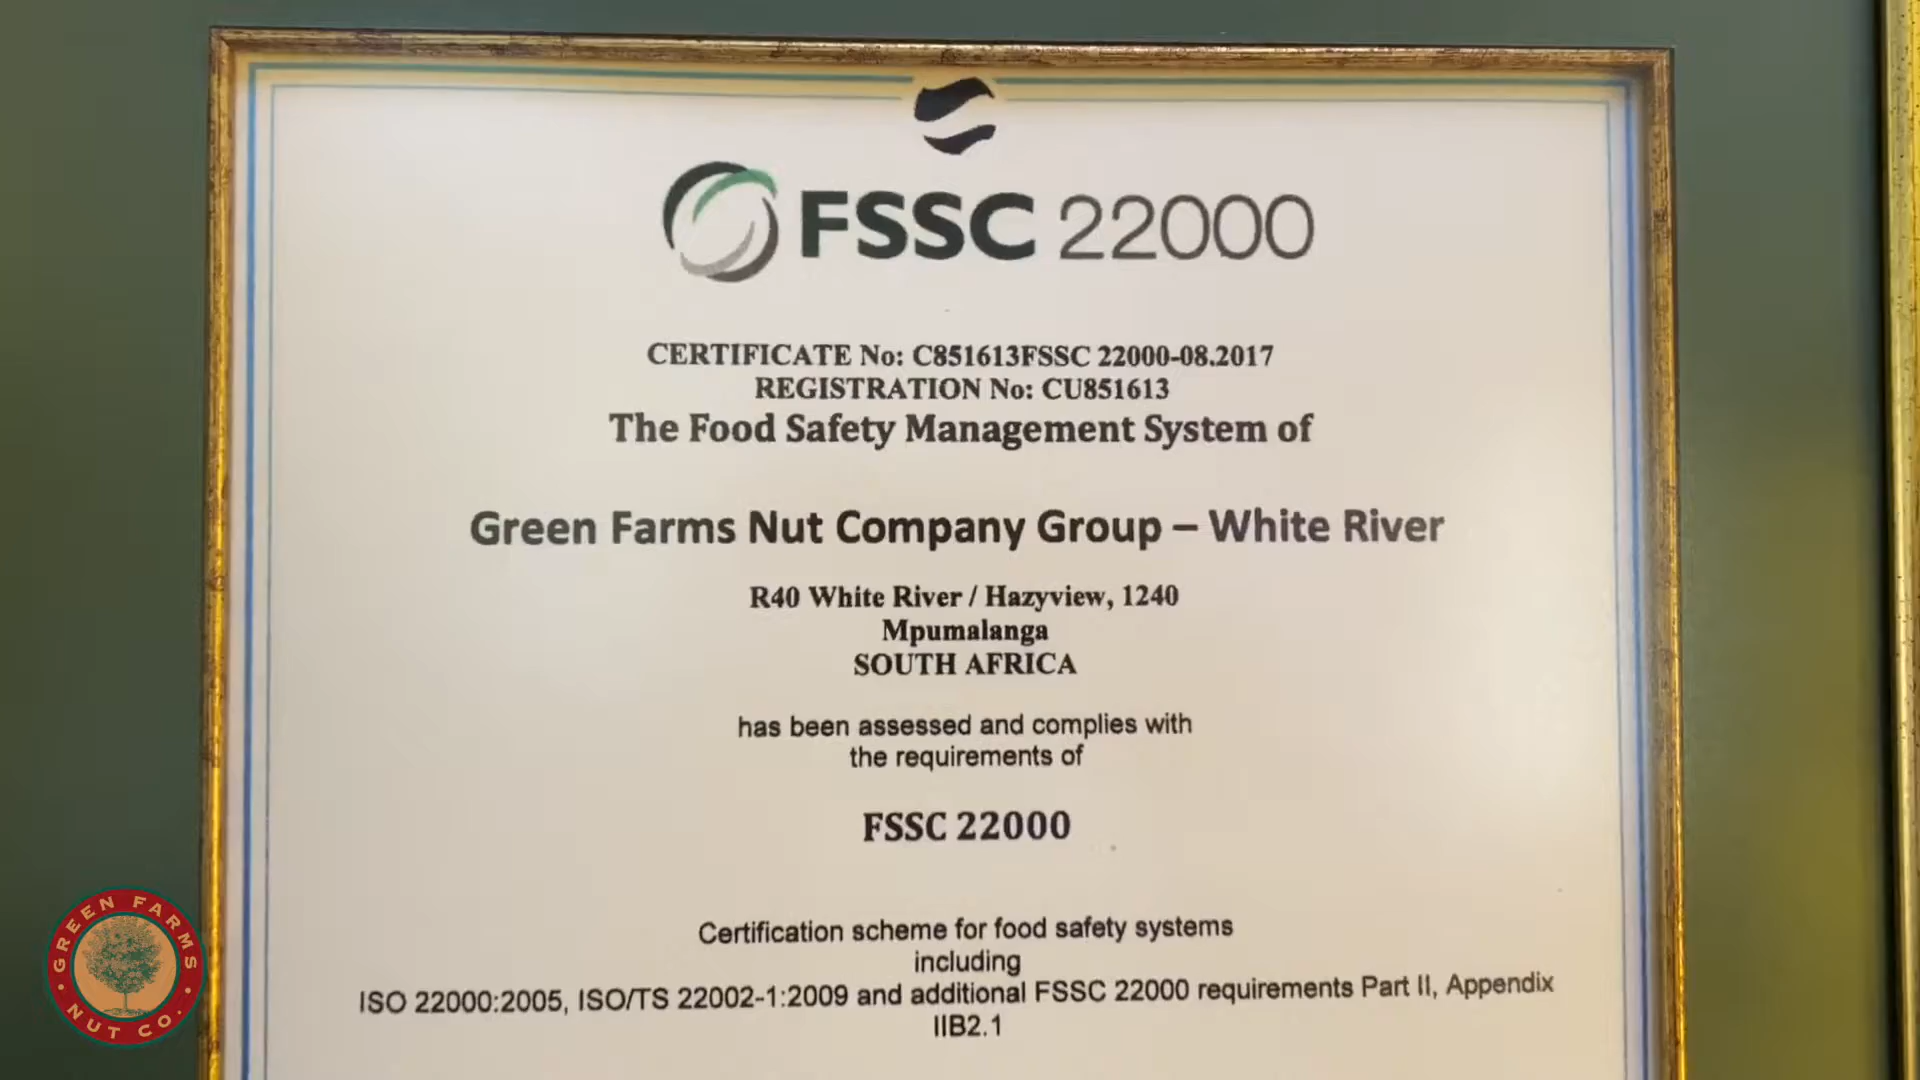 FSSC 22000
CERTIFICATE No: C851613FSSC 22000-08.2017
REGISTRATION No: CU851613
The Food Safety Management System of
Green Farms Nut Company Group – White River
R40 White River / Hazyview, 1240
Mpumalanga
SOUTH AFRICA
has been assessed and complies with
the requirements of
FSSC 22000
Certification scheme for food safety systems
including
ISO 22000:2005, ISO/TS 22002-1:2009 and additional FSSC 22000 requirements Part II, Appendix
IIB2.1
GREEN FARMS
NUT CO.